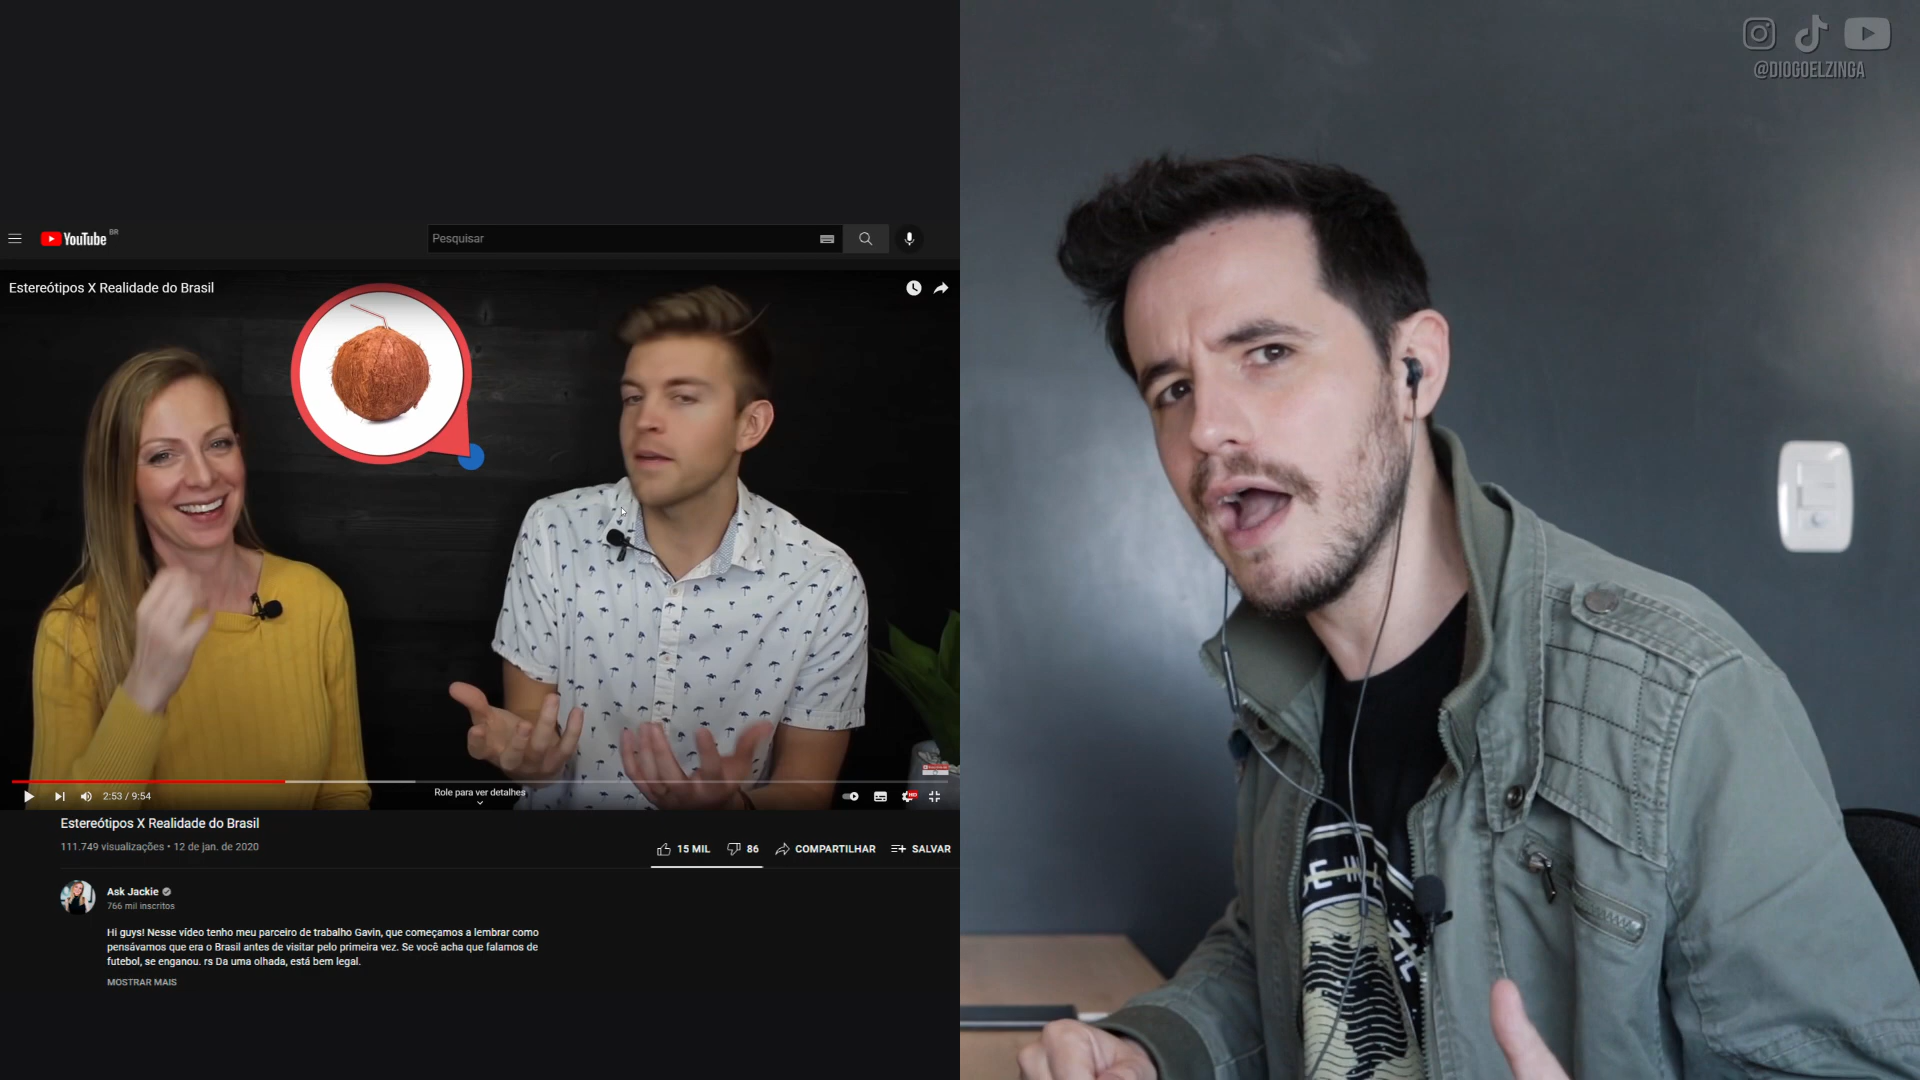 @DIOGOELZINGA
YouTube BR
Pesquisar
Estereótipos X Realidade do Brasil
2:53 / 9:54
Role para ver detalhes
HD
Estereótipos X Realidade do Brasil
111.749 visualizações • 12 de jan. de 2020
15 MIL
86
COMPARTILHAR
SALVAR
Ask Jackie
766 mil inscritos
Hi guys! Nesse vídeo tenho meu parceiro de trabalho Gavin, que começamos a lembrar como
pensávamos que era o Brasil antes de visitar pelo primeira vez. Se você acha que falamos de
futebol, se enganou. rs Da uma olhada, está bem legal.
MOSTRAR MAIS